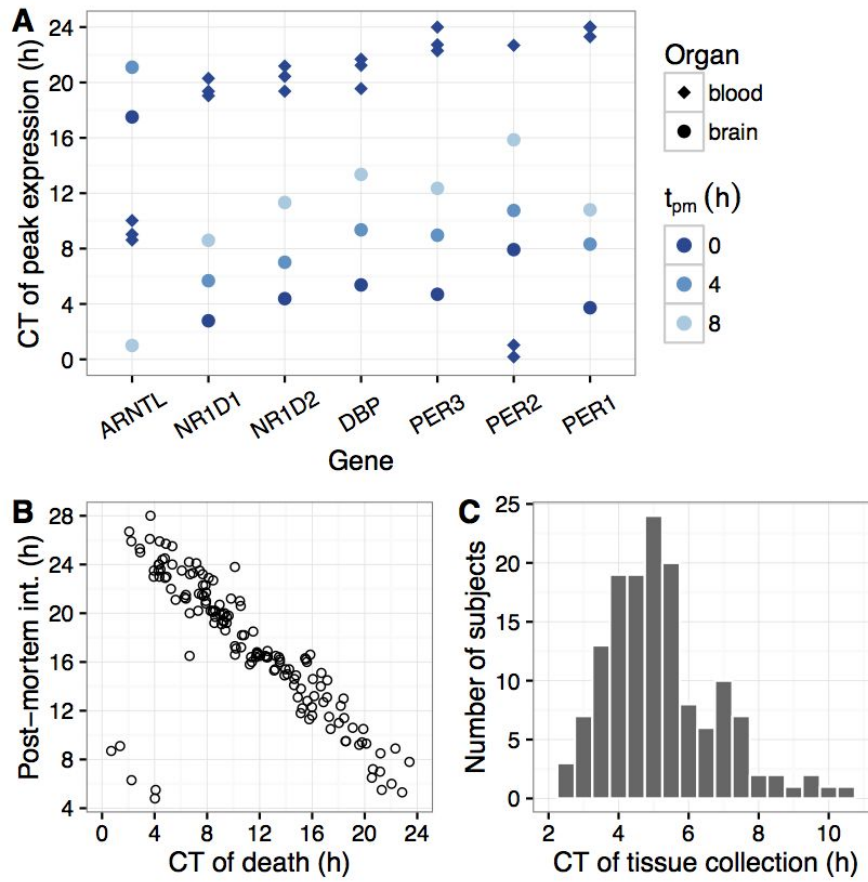 A
CT of peak expression (h)
24
20
16
12
8
4
0
ARNTL
NR1D1
NR1D2
DBP
PER3
PER2
PER1
Gene
Organ
blood
brain
tpm (h)
0
4
8
B
Post−mortem int. (h)
28
24
20
16
12
8
4
0 4 8 12 16 20 24
CT of death (h)
C
Number of subjects
25
20
15
10
5
0
2 4 6 8 10
CT of tissue collection (h)